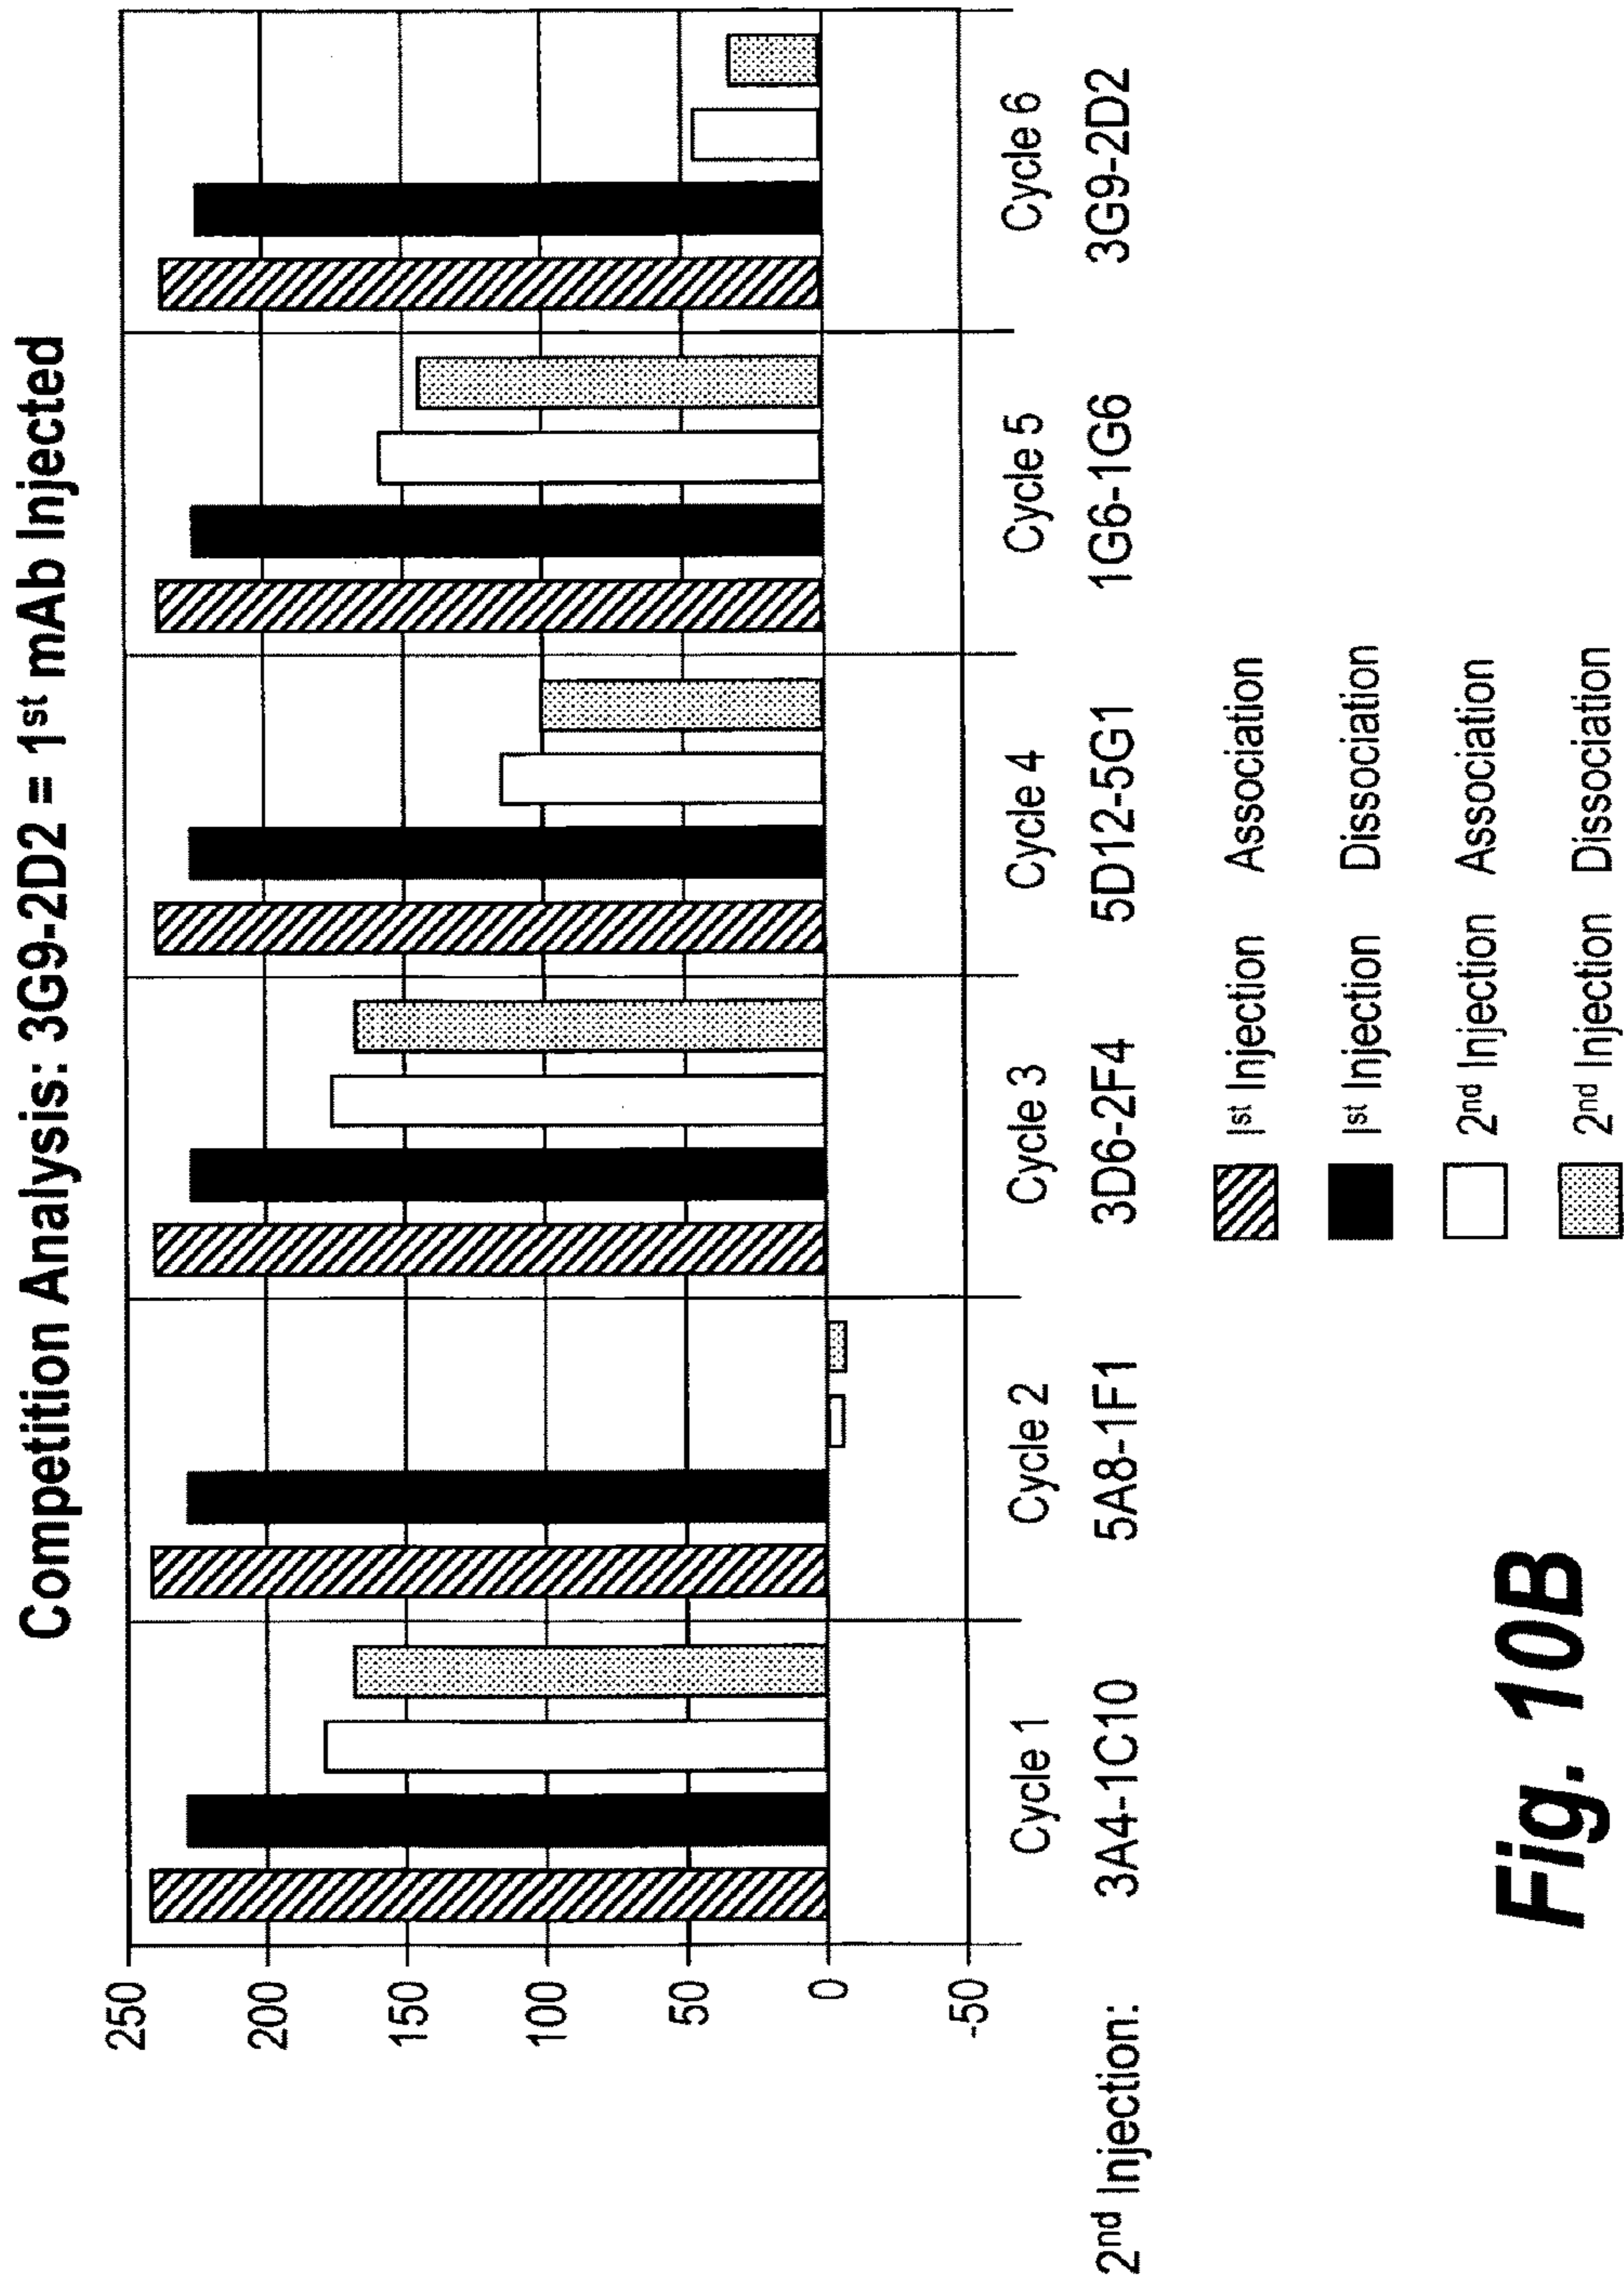 Competition Analysis: 3G9-2D2 = 1st mAb Injected
250
200
150
100
50
0
-50
Cycle 1 Cycle 2 Cycle 3 Cycle 4 Cycle 5 Cycle 6
2nd Injection: 3A4-1C10 5A8-1F1 3D6-2F4 5D12-5G1 1G6-1G6 3G9-2D2
Ist Injection Association
Ist Injection Dissociation
2nd Injection Association
2nd Injection Dissociation
Fig. 10B